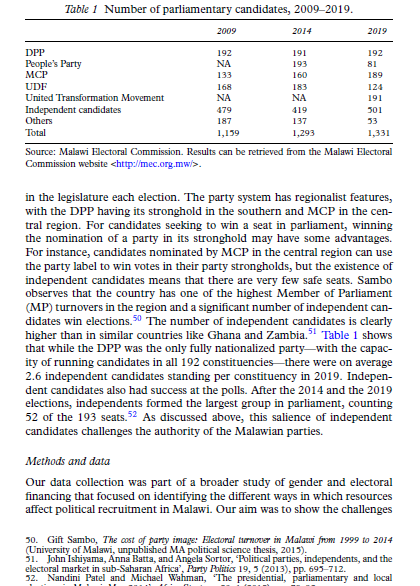 Table 1 Number of parliamentary candidates, 2009–2019.
2009 2014 2019
DPP 192 191 192
People's Party NA 193 81
MCP 133 160 189
UDF 168 183 124
United Transformation Movement NA NA 191
Independent candidates 479 419 501
Others 187 137 53
Total 1,159 1,293 1,331
Source: Malawi Electoral Commission. Results can be retrieved from the Malawi Electoral
Commission website <http://mec.org.mw/>.
in the legislature each election. The party system has regionalist features,
with the DPP having its stronghold in the southern and MCP in the cen-
tral region. For candidates seeking to win a seat in parliament, winning
the nomination of a party in its stronghold may have some advantages.
For instance, candidates nominated by MCP in the central region can use
the party label to win votes in their party strongholds, but the existence of
independent candidates means that there are very few safe seats. Sambo
observes that the country has one of the highest Member of Parliament
(MP) turnovers in the region and a significant number of independent can-
didates win elections.50 The number of independent candidates is clearly
higher than in similar countries like Ghana and Zambia.51 Table 1 shows
that while the DPP was the only fully nationalized party—with the capac-
ity of running candidates in all 192 constituencies—there were on average
2.6 independent candidates standing per constituency in 2019. Indepen-
dent candidates also had success at the polls. After the 2014 and the 2019
elections, independents formed the largest group in parliament, counting
52 of the 193 seats.52 As discussed above, this salience of independent
candidates challenges the authority of the Malawian parties.
Methods and data
Our data collection was part of a broader study of gender and electoral
financing that focused on identifying the different ways in which resources
affect political recruitment in Malawi. Our aim was to show the challenges
50. Gift Sambo, The cost of party image: Electoral turnover in Malawi from 1999 to 2014
(University of Malawi, unpublished MA political science thesis, 2015).
51. John Ishiyama, Anna Batta, and Angela Sortor, 'Political parties, independents, and the
electoral market in sub-Saharan Africa', Party Politics 19, 5 (2013), pp. 695–712.
52. Nandini Patel and Michael Wahman, 'The presidential, parliamentary and local